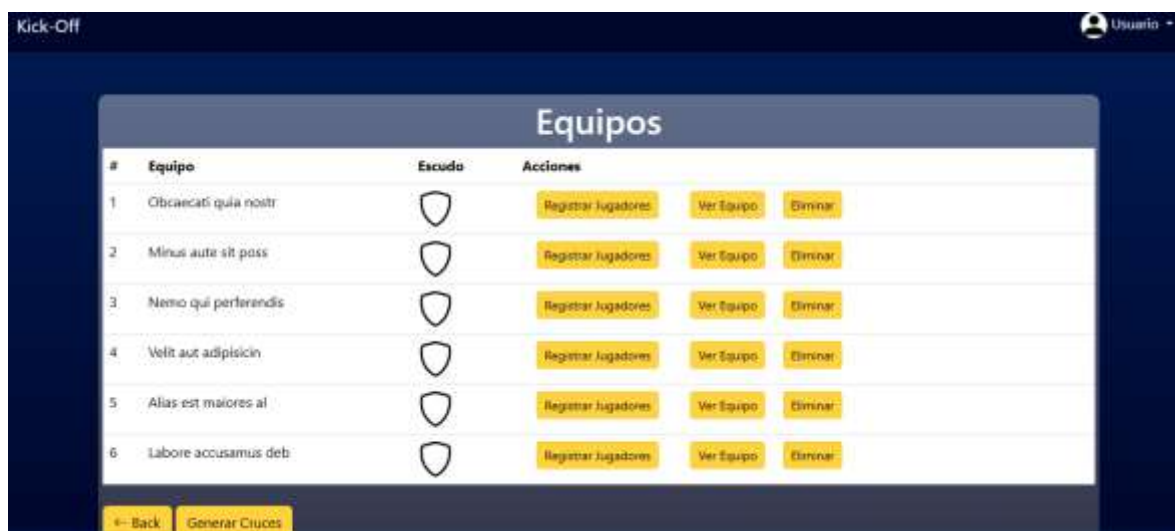 Kick-Off Usuario
Equipos
# Equipo Escudo Acciones
1 Obcaecati quia nostr Registrar Jugadores Ver Equipo Eliminar
2 Minus aute sit poss Registrar Jugadores Ver Equipo Eliminar
3 Nemo qui perferendis Registrar Jugadores Ver Equipo Eliminar
4 Velit aut adipisicin Registrar Jugadores Ver Equipo Eliminar
5 Alias est maiores al Registrar Jugadores Ver Equipo Eliminar
6 Labore accusamus deb Registrar Jugadores Ver Equipo Eliminar
← Back Generar Cruces